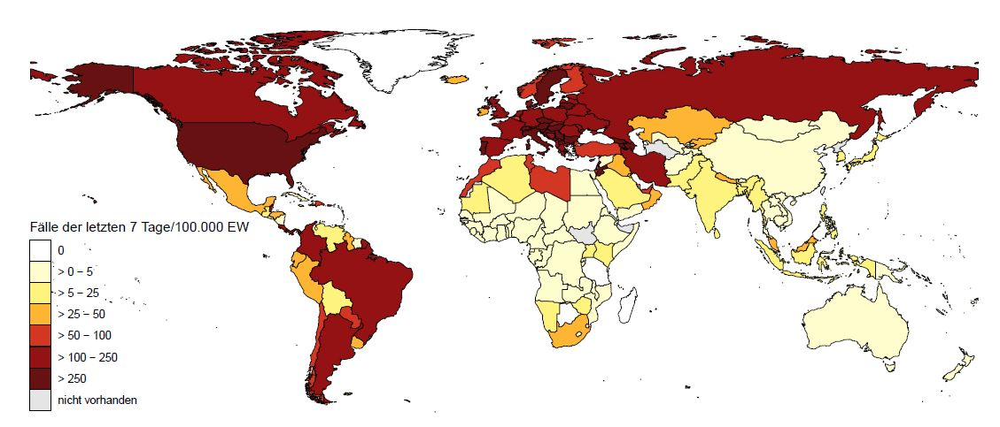 Fälle der letzten 7 Tage/100.000 EW
0
> 0 – 5
> 5 – 25
> 25 – 50
> 50 – 100
> 100 – 250
> 250
nicht vorhanden